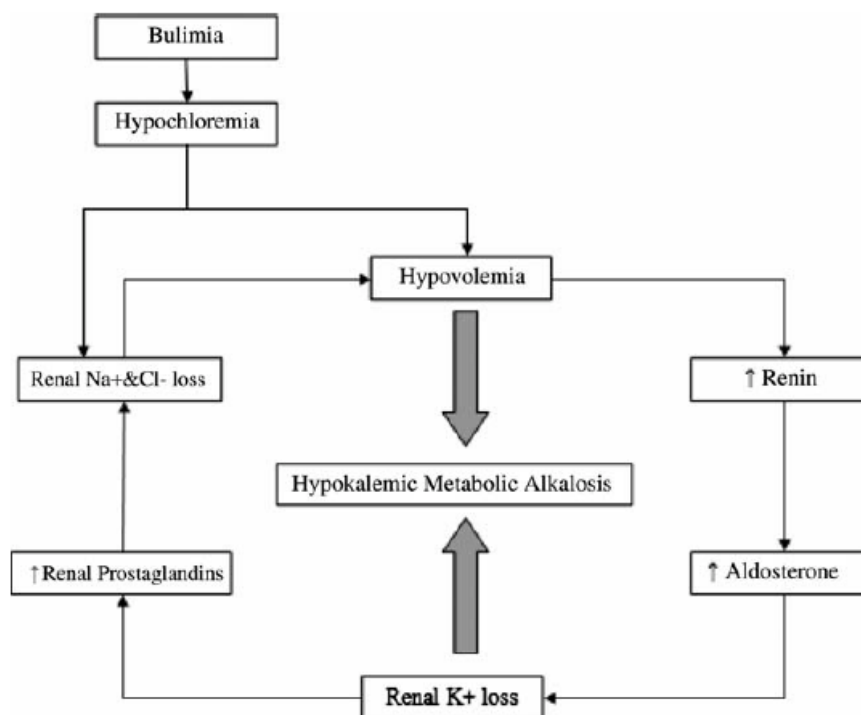 Bulimia
Hypochloremia
Hypovolemia
Renal Na+&Cl- loss
↑ Renin
Hypokalemic Metabolic Alkalosis
↑Renal Prostaglandins
↑ Aldosterone
Renal K+ loss